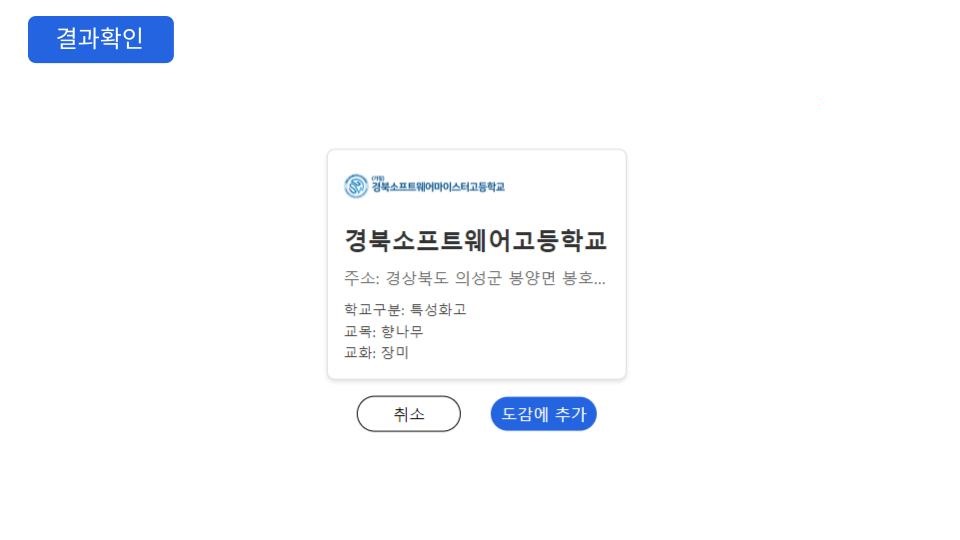 결과확인
(가칭)
경북소프트웨어마이스터고등학교
경북소프트웨어고등학교
주소: 경상북도 의성군 봉양면 봉호...
학교구분: 특성화고
교목: 향나무
교화: 장미
취소
도감에 추가